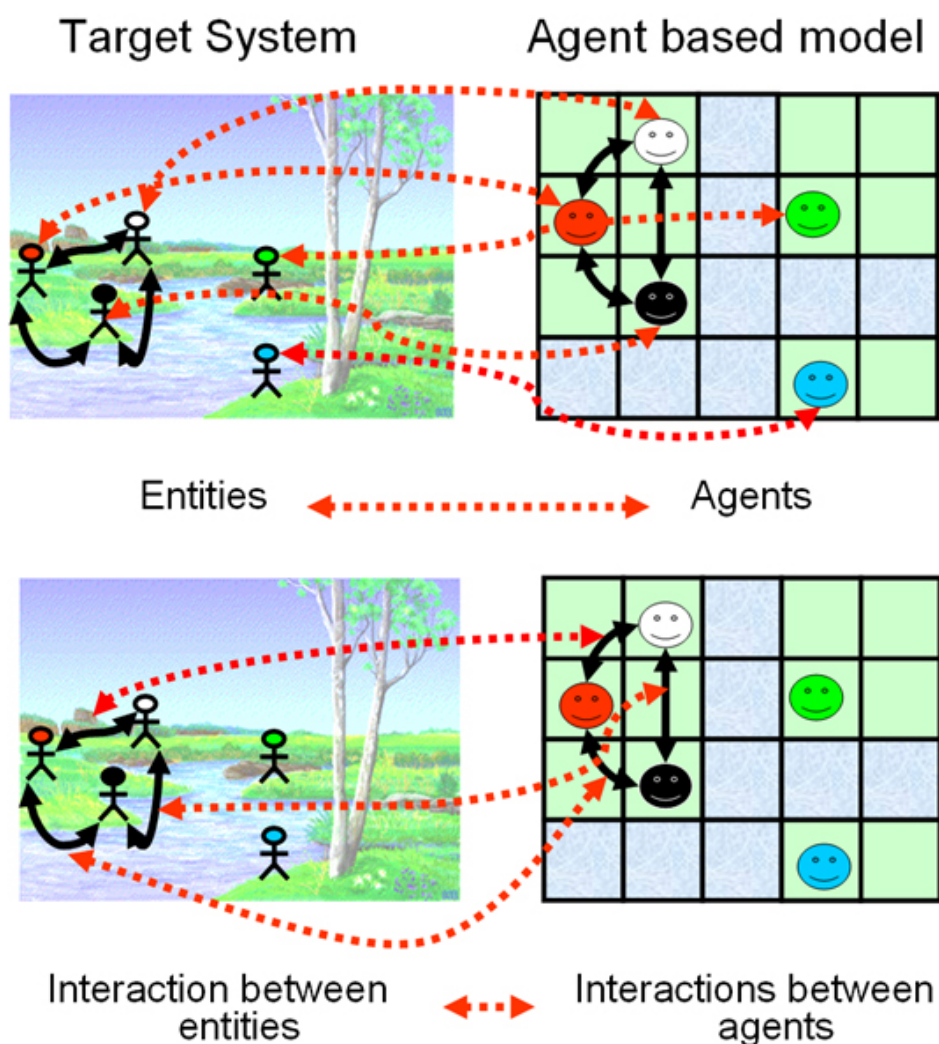 Target System
Agent based model
Entities
Agents
Interaction between
entities
Interactions between
agents